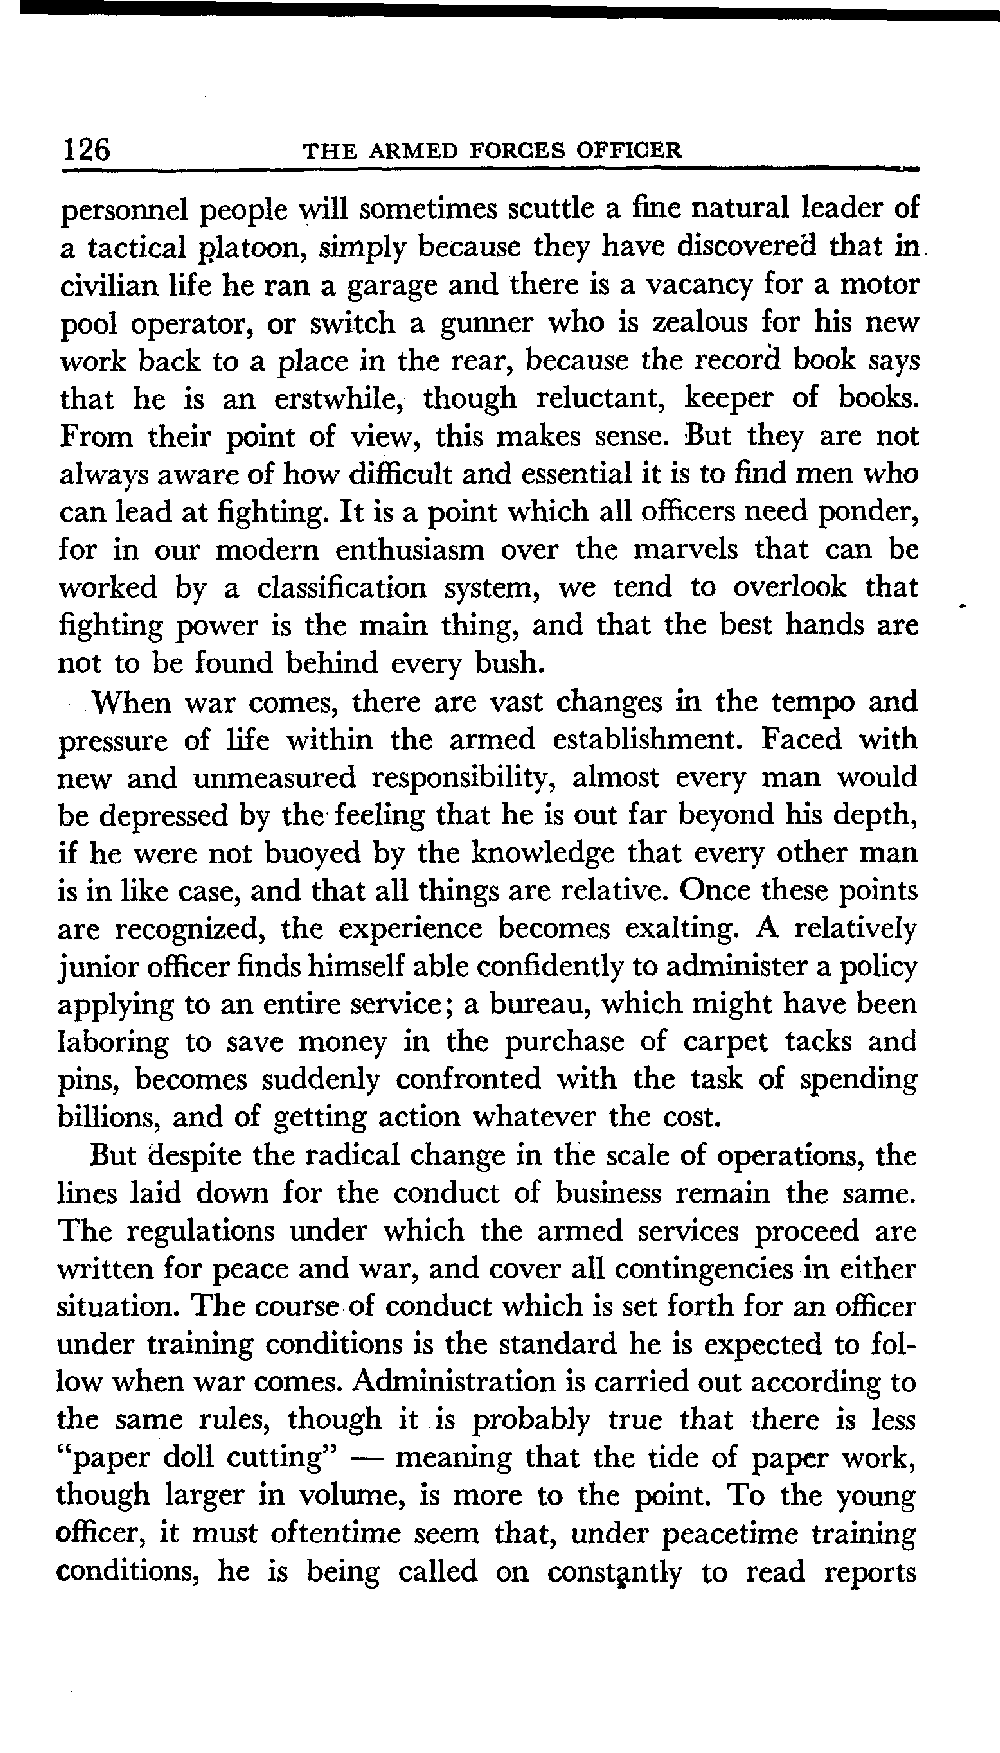 126 THE ARMED FORCES OFFICER
personnel people will sometimes scuttle a fine natural leader of
a tactical platoon, simply because they have discovered that in
civilian life he ran a garage and there is a vacancy for a motor
pool operator, or switch a gunner who is zealous for his new
work back to a place in the rear, because the record book says
that he is an erstwhile, though reluctant, keeper of books.
From their point of view, this makes sense. But they are not
always aware of how difficult and essential it is to find men who
can lead at fighting. It is a point which all officers need ponder,
for in our modern enthusiasm over the marvels that can be
worked by a classification system, we tend to overlook that
fighting power is the main thing, and that the best hands are
not to be found behind every bush.
When war comes, there are vast changes in the tempo and
pressure of life within the armed establishment. Faced with
new and unmeasured responsibility, almost every man would
be depressed by the feeling that he is out far beyond his depth,
if he were not buoyed by the knowledge that every other man
is in like case, and that all things are relative. Once these points
are recognized, the experience becomes exalting. A relatively
junior officer finds himself able confidently to administer a policy
applying to an entire service; a bureau, which might have been
laboring to save money in the purchase of carpet tacks and
pins, becomes suddenly confronted with the task of spending
billions, and of getting action whatever the cost.
But despite the radical change in the scale of operations, the
lines laid down for the conduct of business remain the same.
The regulations under which the armed services proceed are
written for peace and war, and cover all contingencies in either
situation. The course of conduct which is set forth for an officer
under training conditions is the standard he is expected to fol-
low when war comes. Administration is carried out according to
the same rules, though it is probably true that there is less
“paper doll cutting” — meaning that the tide of paper work,
though larger in volume, is more to the point. To the young
officer, it must oftentime seem that, under peacetime training
conditions, he is being called on constantly to read reports